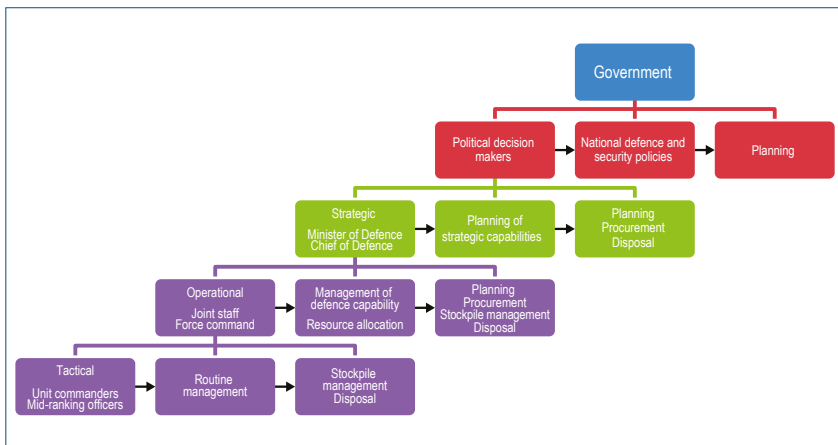 Government
Political decision
makers
National defence and
security policies
Planning
Strategic
Minister of Defence
Chief of Defence
Planning of
strategic capabilities
Planning
Procurement
Disposal
Operational
Joint staff
Force command
Management of
defence capability
Resource allocation
Planning
Procurement
Stockpile management
Disposal
Tactical
Unit commanders
Mid-ranking officers
Routine
management
Stockpile
management
Disposal